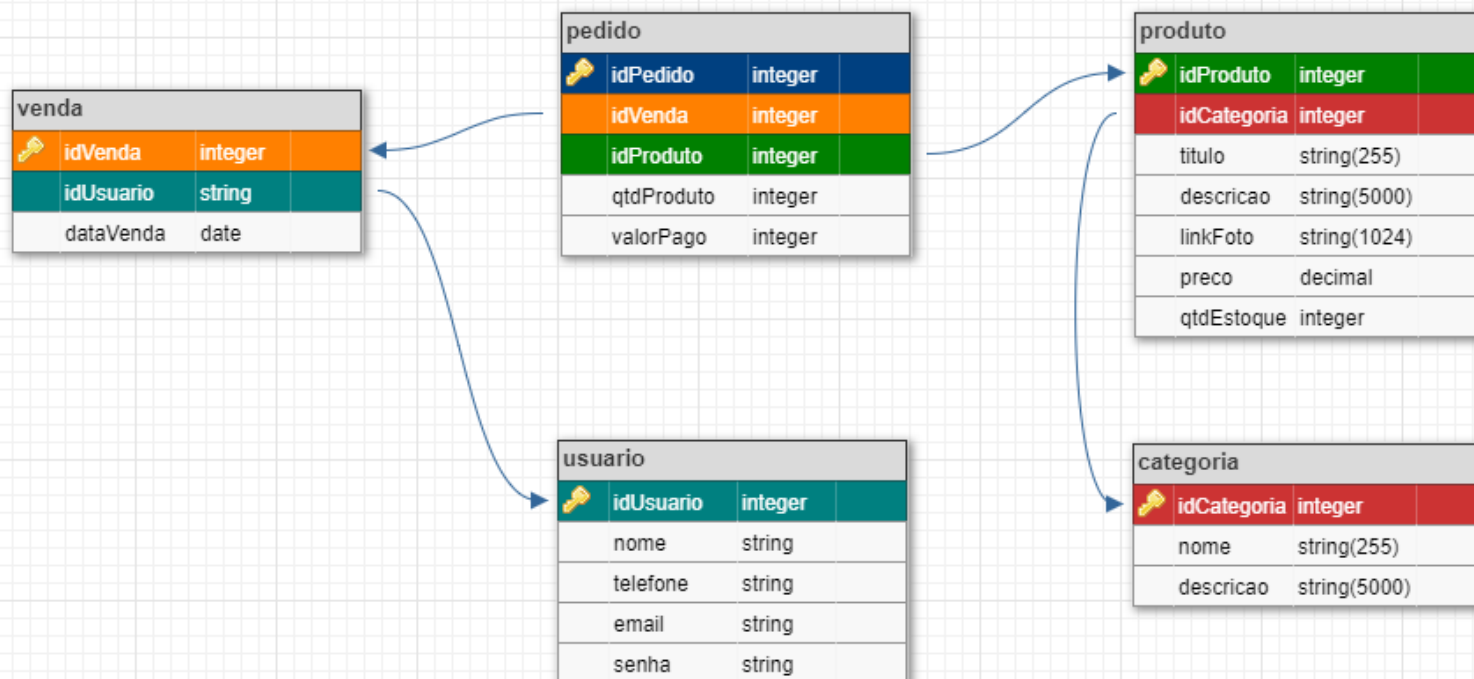 venda
idVenda integer
idUsuario string
dataVenda date
pedido
idPedido integer
idVenda integer
idProduto integer
qtdProduto integer
valorPago integer
produto
idProduto integer
idCategoria integer
titulo string(255)
descricao string(5000)
linkFoto string(1024)
preco decimal
qtdEstoque integer
usuario
idUsuario integer
nome string
telefone string
email string
senha string
categoria
idCategoria integer
nome string(255)
descricao string(5000)